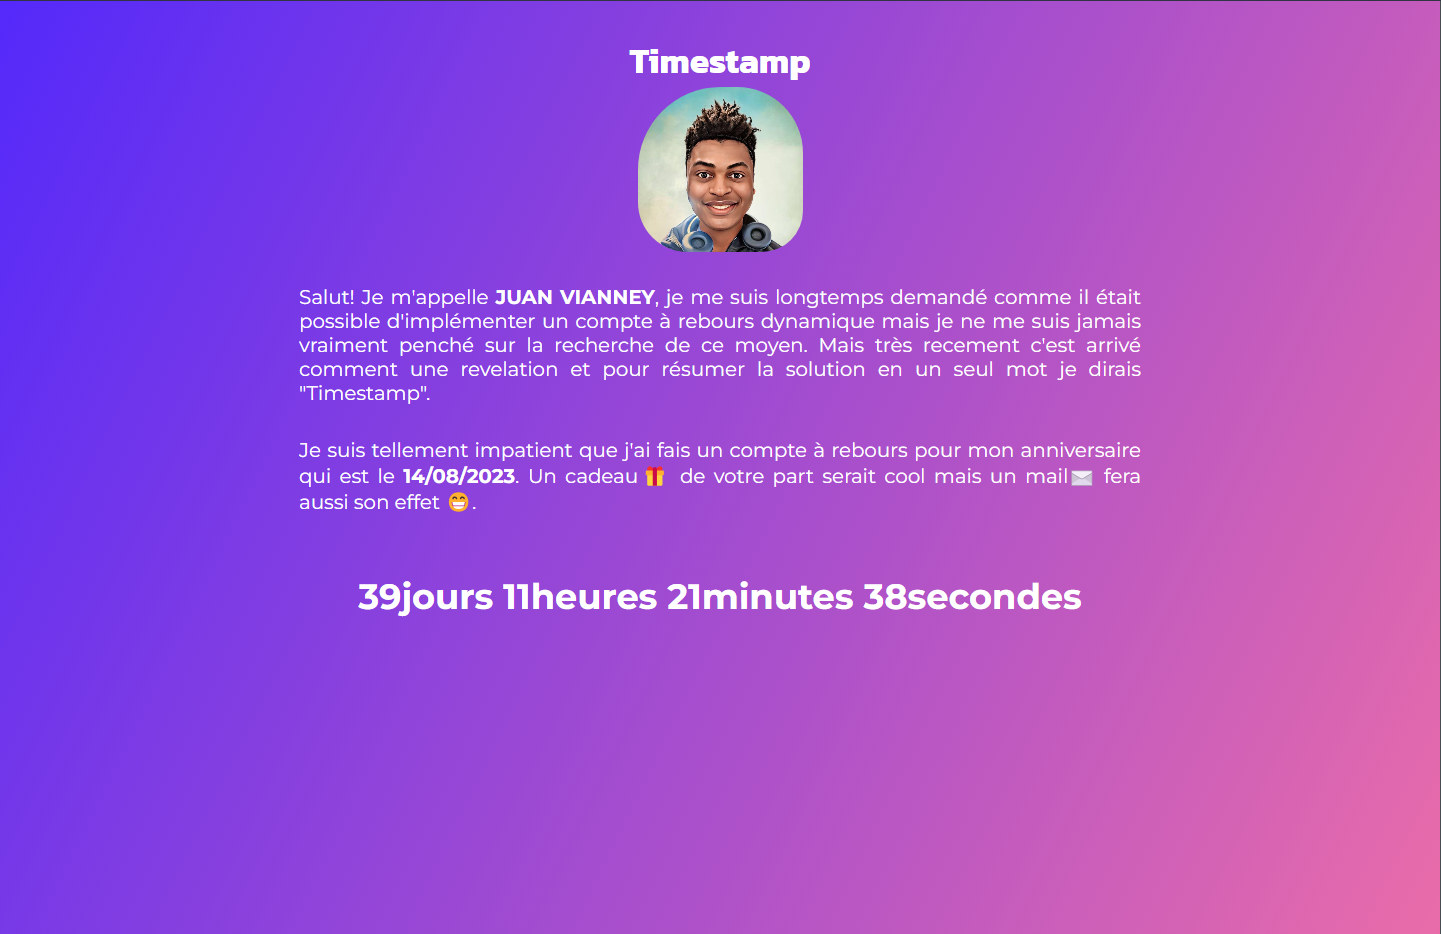 Timestamp
Salut! Je m'appelle JUAN VIANNEY, je me suis longtemps demandé comme il était
possible d'implémenter un compte à rebours dynamique mais je ne me suis jamais
vraiment penché sur la recherche de ce moyen. Mais très recement c'est arrivé
comment une revelation et pour résumer la solution en un seul mot je dirais
"Timestamp".
Je suis tellement impatient que j'ai fais un compte à rebours pour mon anniversaire
qui est le 14/08/2023. Un cadeau🎁 de votre part serait cool mais un mail✉️ fera
aussi son effet 😁.
39jours 11heures 21minutes 38secondes